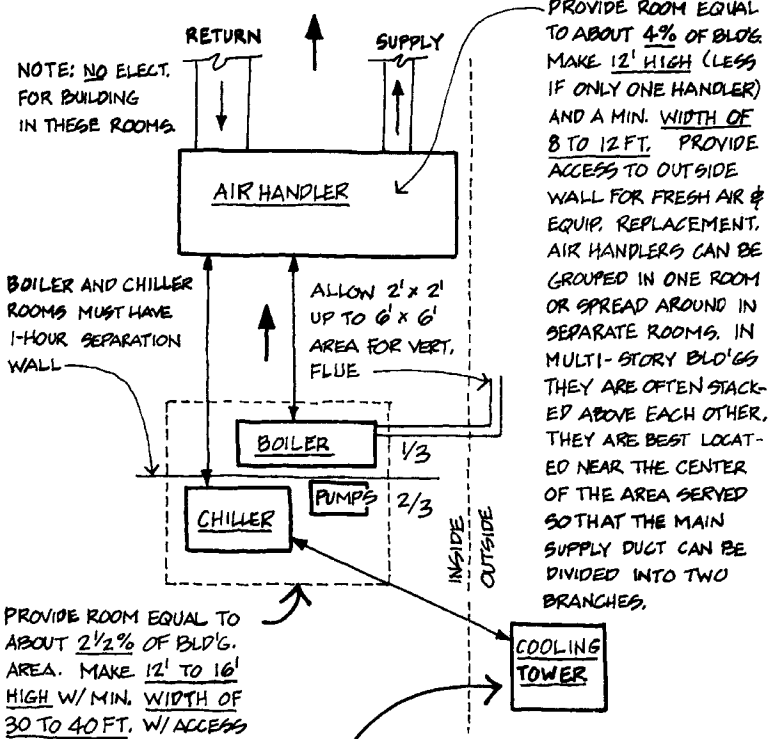 RETURN
SUPPLY
NOTE: NO ELECT.
FOR BUILDING
IN THESE ROOMS.
AIR HANDLER
PROVIDE ROOM EQUAL
TO ABOUT 4% OF BLD'G.
MAKE 12' HIGH (LESS
IF ONLY ONE HANDLER)
AND A MIN. WIDTH OF
8 TO 12 FT. PROVIDE
ACCESS TO OUTSIDE
WALL FOR FRESH AIR &
EQUIP. REPLACEMENT.
AIR HANDLERS CAN BE
GROUPED IN ONE ROOM
OR SPREAD AROUND IN
SEPARATE ROOMS. IN
MULTI-STORY BLD'GS
THEY ARE OFTEN STACK-
ED ABOVE EACH OTHER.
THEY ARE BEST LOCAT-
ED NEAR THE CENTER
OF THE AREA SERVED
SO THAT THE MAIN
SUPPLY DUCT CAN BE
DIVIDED INTO TWO
BRANCHES.
BOILER AND CHILLER
ROOMS MUST HAVE
1-HOUR SEPARATION
WALL
ALLOW 2' x 2'
UP TO 6' x 6'
AREA FOR VERT.
FLUE
BOILER
1/3
PUMPS
2/3
CHILLER
INSIDE
OUTSIDE
COOLING
TOWER
PROVIDE ROOM EQUAL TO
ABOUT 2 1/2% OF BLD'G.
AREA. MAKE 12' TO 16'
HIGH W/ MIN. WIDTH OF
30 TO 40 FT. W/ ACCESS